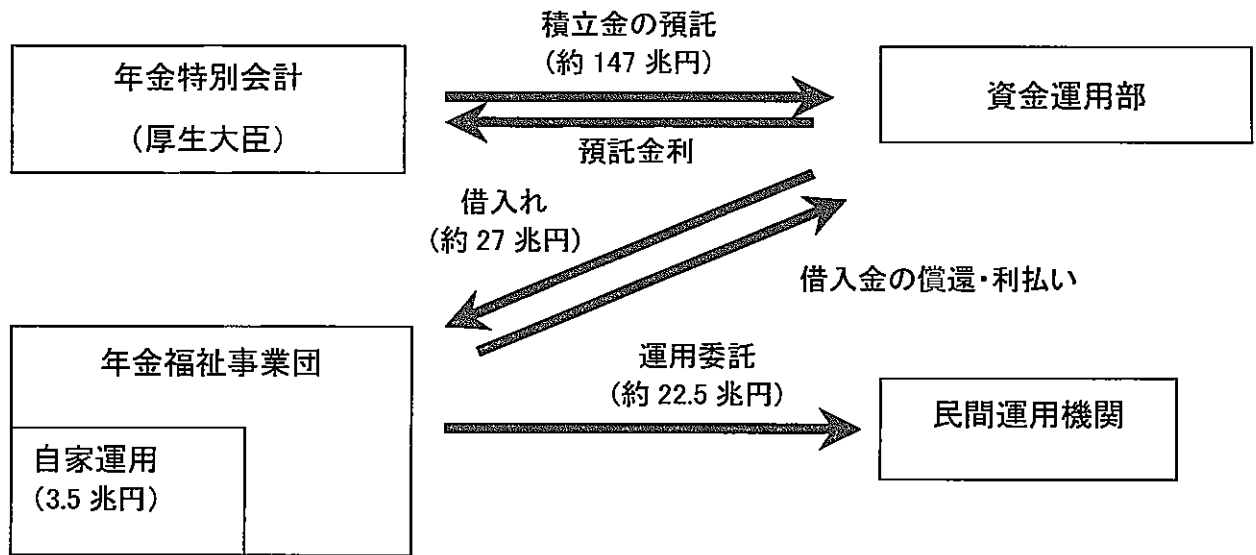 積立金の預託
(約 147 兆円)
年金特別会計
(厚生大臣)
資金運用部
預託金利
借入れ
(約 27 兆円)
借入金の償還・利払い
年金福祉事業団
運用委託
(約 22.5 兆円)
民間運用機関
自家運用
(3.5 兆円)